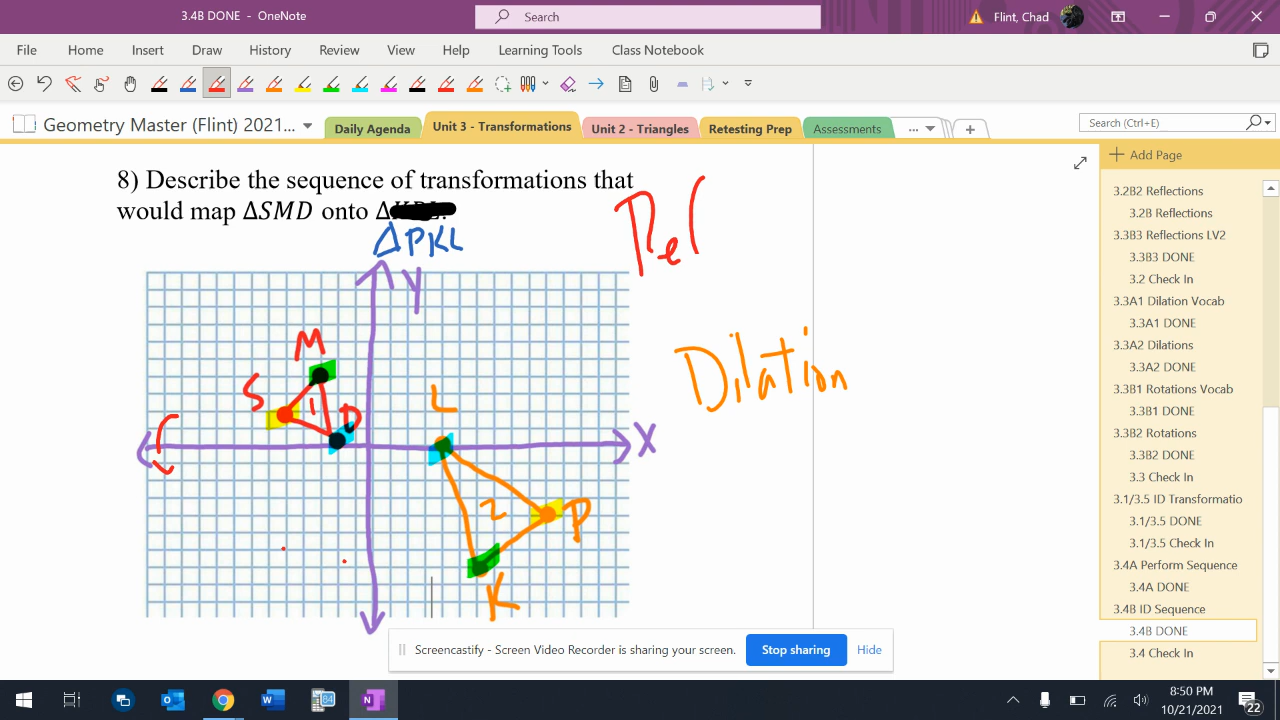 3.4B DONE - OneNote
Search
Flint, Chad
File Home Insert Draw History Review View Help Learning Tools Class Notebook
Geometry Master (Flint) 2021...
Daily Agenda
Unit 3 - Transformations
Unit 2 - Triangles
Retesting Prep
Assessments
...
Search (Ctrl+E)
Add Page
8) Describe the sequence of transformations that
would map ΔSMD onto Δ
ΔPKL
Ref
Y
M
S
1
D
Dilation
L
X
2
P
K
3.2B2 Reflections
3.2B Reflections
3.3B3 Reflections LV2
3.3B3 DONE
3.2 Check In
3.3A1 Dilation Vocab
3.3A1 DONE
3.3A2 Dilations
3.3A2 DONE
3.3B1 Rotations Vocab
3.3B1 DONE
3.3B2 Rotations
3.3B2 DONE
3.3 Check In
3.1/3.5 ID Transformatio
3.1/3.5 DONE
3.1/3.5 Check In
3.4A Perform Sequence
3.4A DONE
3.4B ID Sequence
3.4B DONE
3.4 Check In
Screencastify - Screen Video Recorder is sharing your screen.
Stop sharing
Hide
84
8:50 PM
10/21/2021
22